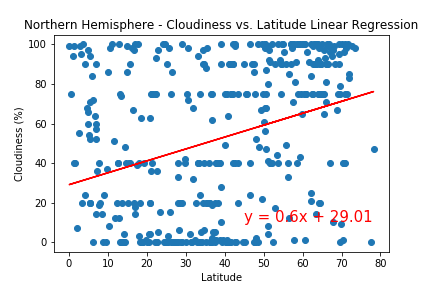 Northern Hemisphere - Cloudiness vs. Latitude Linear Regression
100
80
60
40
20
0
Cloudiness (%)
y = 0.6x + 29.01
0 10 20 30 40 50 60 70 80
Latitude